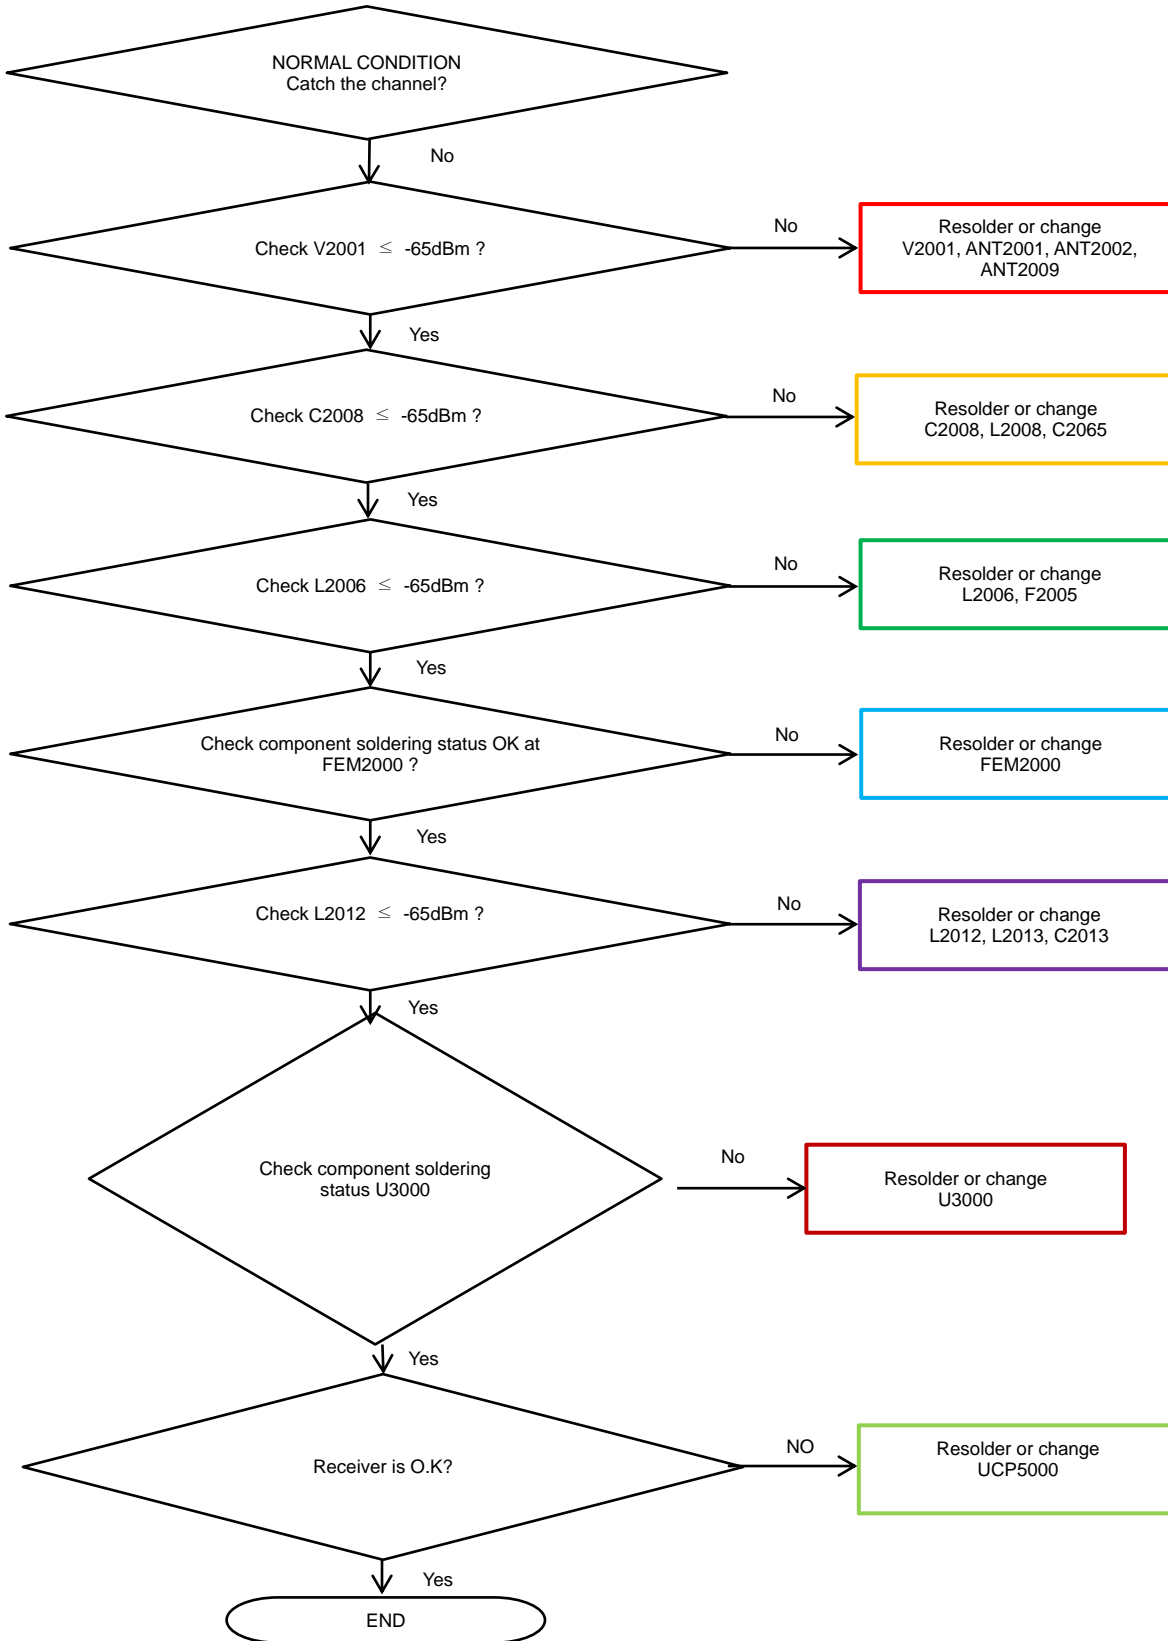 NORMAL CONDITION
Catch the channel?
No
Check V2001 ≤ -65dBm ?
No
Resolder or change
V2001, ANT2001, ANT2002,
ANT2009
Yes
Check C2008 ≤ -65dBm ?
No
Resolder or change
C2008, L2008, C2065
Yes
Check L2006 ≤ -65dBm ?
No
Resolder or change
L2006, F2005
Yes
Check component soldering status OK at
FEM2000 ?
No
Resolder or change
FEM2000
Yes
Check L2012 ≤ -65dBm ?
No
Resolder or change
L2012, L2013, C2013
Yes
Check component soldering
status U3000
No
Resolder or change
U3000
Yes
Receiver is O.K?
NO
Resolder or change
UCP5000
Yes
END